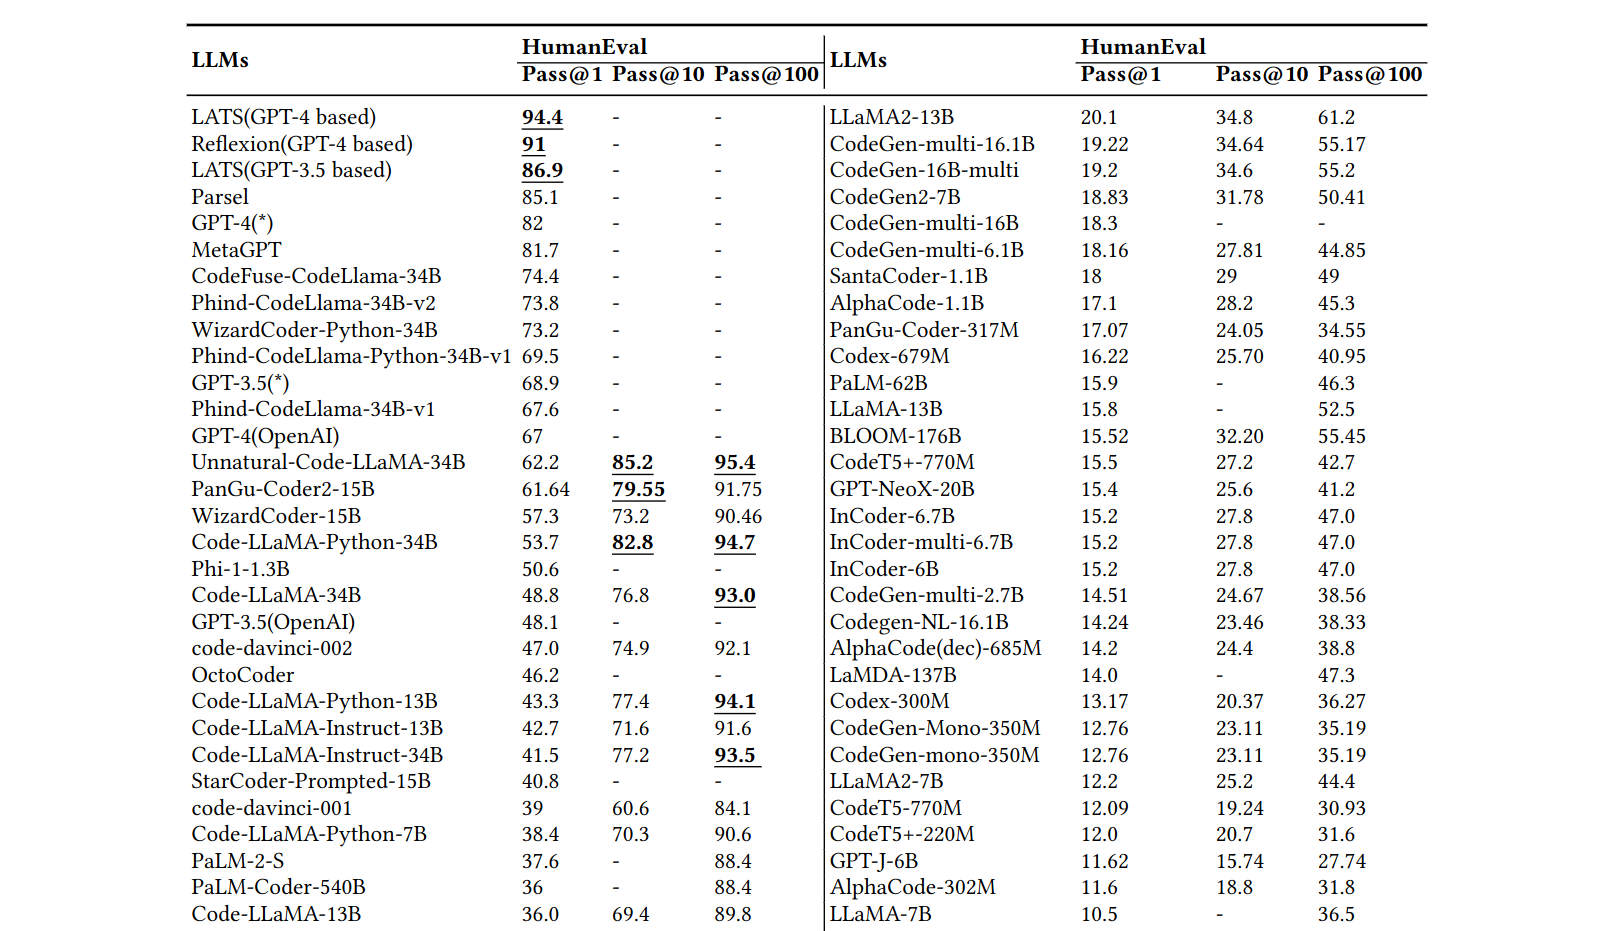 LLMs HumanEval LLMs HumanEval
Pass@1 Pass@10 Pass@100 Pass@1 Pass@10 Pass@100
LATS(GPT-4 based) 94.4 - - LLaMA2-13B 20.1 34.8 61.2
Reflexion(GPT-4 based) 91 - - CodeGen-multi-16.1B 19.22 34.64 55.17
LATS(GPT-3.5 based) 86.9 - - CodeGen-16B-multi 19.2 34.6 55.2
Parsel 85.1 - - CodeGen2-7B 18.83 31.78 50.41
GPT-4(*) 82 - - CodeGen-multi-16B 18.3 - -
MetaGPT 81.7 - - CodeGen-multi-6.1B 18.16 27.81 44.85
CodeFuse-CodeLlama-34B 74.4 - - SantaCoder-1.1B 18 29 49
Phind-CodeLlama-34B-v2 73.8 - - AlphaCode-1.1B 17.1 28.2 45.3
WizardCoder-Python-34B 73.2 - - PanGu-Coder-317M 17.07 24.05 34.55
Phind-CodeLlama-Python-34B-v1 69.5 - - Codex-679M 16.22 25.70 40.95
GPT-3.5(*) 68.9 - - PaLM-62B 15.9 - 46.3
Phind-CodeLlama-34B-v1 67.6 - - LLaMA-13B 15.8 - 52.5
GPT-4(OpenAI) 67 - - BLOOM-176B 15.52 32.20 55.45
Unnatural-Code-LLaMA-34B 62.2 85.2 95.4 CodeT5+-770M 15.5 27.2 42.7
PanGu-Coder2-15B 61.64 79.55 91.75 GPT-NeoX-20B 15.4 25.6 41.2
WizardCoder-15B 57.3 73.2 90.46 InCoder-6.7B 15.2 27.8 47.0
Code-LLaMA-Python-34B 53.7 82.8 94.7 InCoder-multi-6.7B 15.2 27.8 47.0
Phi-1-1.3B 50.6 - - InCoder-6B 15.2 27.8 47.0
Code-LLaMA-34B 48.8 76.8 93.0 CodeGen-multi-2.7B 14.51 24.67 38.56
GPT-3.5(OpenAI) 48.1 - - Codegen-NL-16.1B 14.24 23.46 38.33
code-davinci-002 47.0 74.9 92.1 AlphaCode(dec)-685M 14.2 24.4 38.8
OctoCoder 46.2 - - LaMDA-137B 14.0 - 47.3
Code-LLaMA-Python-13B 43.3 77.4 94.1 Codex-300M 13.17 20.37 36.27
Code-LLaMA-Instruct-13B 42.7 71.6 91.6 CodeGen-Mono-350M 12.76 23.11 35.19
Code-LLaMA-Instruct-34B 41.5 77.2 93.5 CodeGen-mono-350M 12.76 23.11 35.19
StarCoder-Prompted-15B 40.8 - - LLaMA2-7B 12.2 25.2 44.4
code-davinci-001 39 60.6 84.1 CodeT5-770M 12.09 19.24 30.93
Code-LLaMA-Python-7B 38.4 70.3 90.6 CodeT5+-220M 12.0 20.7 31.6
PaLM-2-S 37.6 - 88.4 GPT-J-6B 11.62 15.74 27.74
PaLM-Coder-540B 36 - 88.4 AlphaCode-302M 11.6 18.8 31.8
Code-LLaMA-13B 36.0 69.4 89.8 LLaMA-7B 10.5 - 36.5